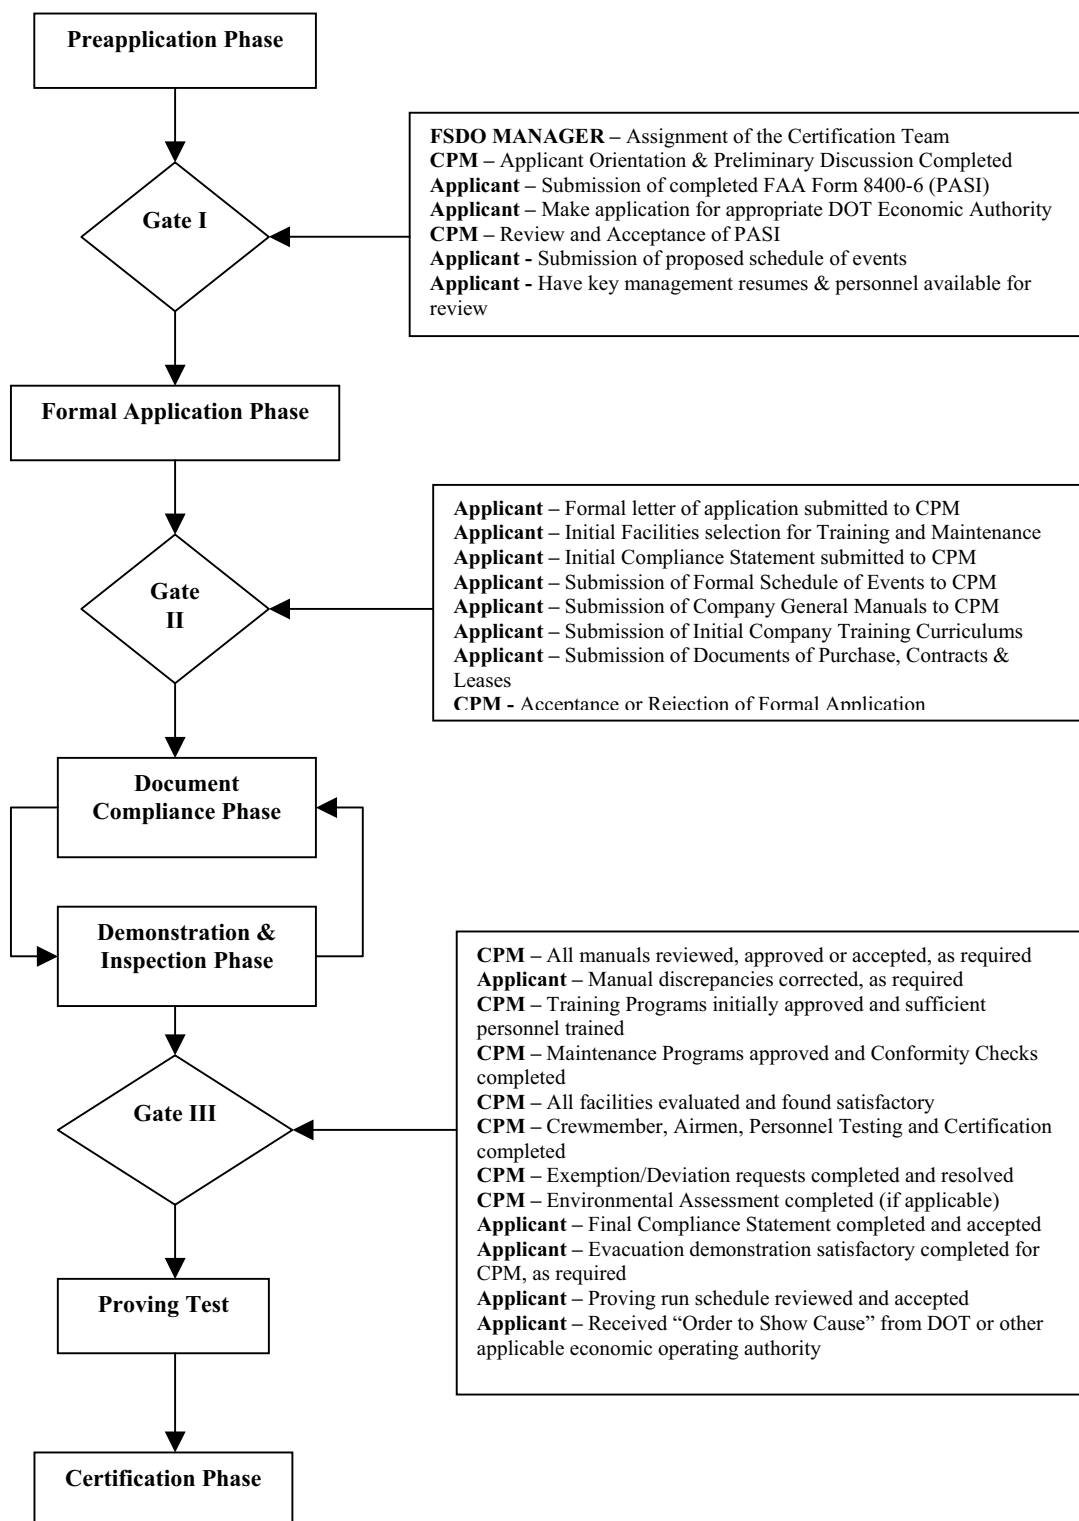 Preapplication Phase
FSDO MANAGER – Assignment of the Certification Team
CPM – Applicant Orientation & Preliminary Discussion Completed
Applicant – Submission of completed FAA Form 8400-6 (PASI)
Applicant – Make application for appropriate DOT Economic Authority
CPM – Review and Acceptance of PASI
Applicant - Submission of proposed schedule of events
Applicant - Have key management resumes & personnel available for
review
Gate I
Formal Application Phase
Applicant – Formal letter of application submitted to CPM
Applicant – Initial Facilities selection for Training and Maintenance
Applicant – Initial Compliance Statement submitted to CPM
Applicant – Submission of Formal Schedule of Events to CPM
Applicant – Submission of Company General Manuals to CPM
Applicant – Submission of Initial Company Training Curriculums
Applicant – Submission of Documents of Purchase, Contracts &
Leases
CPM - Acceptance or Rejection of Formal Application
Gate
II
Document
Compliance Phase
Demonstration &
Inspection Phase
CPM – All manuals reviewed, approved or accepted, as required
Applicant – Manual discrepancies corrected, as required
CPM – Training Programs initially approved and sufficient
personnel trained
CPM – Maintenance Programs approved and Conformity Checks
completed
CPM – All facilities evaluated and found satisfactory
CPM – Crewmember, Airmen, Personnel Testing and Certification
completed
CPM – Exemption/Deviation requests completed and resolved
CPM – Environmental Assessment completed (if applicable)
Applicant – Final Compliance Statement completed and accepted
Applicant – Evacuation demonstration satisfactory completed for
CPM, as required
Applicant – Proving run schedule reviewed and accepted
Applicant – Received “Order to Show Cause” from DOT or other
applicable economic operating authority
Gate III
Proving Test
Certification Phase